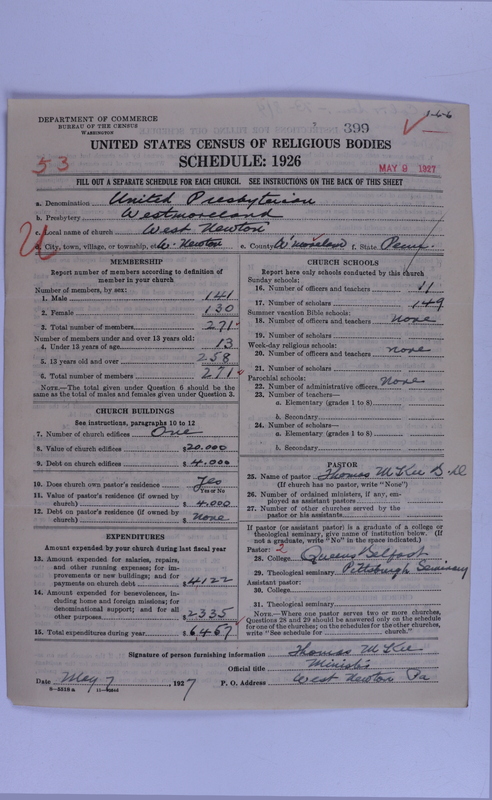 1-6-6
DEPARTMENT OF COMMERCE
BUREAU OF THE CENSUS
WASHINGTON
399
UNITED STATES CENSUS OF RELIGIOUS BODIES
SCHEDULE: 1926
53
MAY 9 1927
FILL OUT A SEPARATE SCHEDULE FOR EACH CHURCH. SEE INSTRUCTIONS ON THE BACK OF THIS SHEET
a. Denomination United Presbyterian
b. Presbytery Westmoreland
c. Local name of church West Newton
d. City, town, village, or township, etc. W. Newton e. County W'moreland f. State Penn.
MEMBERSHIP
Report number of members according to definition of
member in your church
Number of members, by sex:
1. Male 141
2. Female 130
3. Total number of members 271
Number of members under and over 13 years old:
4. Under 13 years of age 13
5. 13 years old and over 258
6. Total number of members 271
NOTE.—The total given under Question 6 should be the
same as the total of males and females given under Question 3.
CHURCH BUILDINGS
See instructions, paragraphs 10 to 12
7. Number of church edifices One
8. Value of church edifices $20.000
9. Debt on church edifices $ 4.000
10. Does church own pastor's residence Yes
Yes or No
11. Value of pastor's residence (if owned by
church) $ 4.000
12. Debt on pastor's residence (if owned by
church) $ none
EXPENDITURES
Amount expended by your church during last fiscal year
13. Amount expended for salaries, repairs,
and other running expenses; for im-
provements or new buildings; and for
payments on church debt $4122
14. Amount expended for benevolences, in-
cluding home and foreign missions; for
denominational support; and for all
other purposes $2335
15. Total expenditures during year $6457
CHURCH SCHOOLS
Report here only schools conducted by this church
Sunday schools:
16. Number of officers and teachers 11
17. Number of scholars 149
Summer vacation Bible schools:
18. Number of officers and teachers none
19. Number of scholars
Week-day religious schools:
20. Number of officers and teachers none
21. Number of scholars
Parochial schools:
22. Number of administrative officers None
23. Number of teachers—
a. Elementary (grades 1 to 8)
b. Secondary
24. Number of scholars—
a. Elementary (grades 1 to 8)
b. Secondary
PASTOR
25. Name of pastor Thomas McKee D.D
(If church has no pastor, write "None")
26. Number of ordained ministers, if any, em-
ployed as assistant pastors
27. Number of other churches served by the
pastor or his assistants
If pastor (or assistant pastor) is a graduate of a college or
theological seminary, give name of institution below. (If
not a graduate, write "No" in the space indicated.)
Pastor: 2
28. College Queens Belfast
29. Theological seminary Pittsburgh Seminary
Assistant pastor:
30. College
31. Theological seminary
NOTE.—Where one pastor serves two or more churches,
Questions 28 and 29 should be answered only on the schedule
for one of the churches; on the schedules for the other churches,
write "See schedule for church."
Signature of person furnishing information Thomas McKee
Official title Minister
Date May 7, 1927 P. O. Address West Newton Pa
8-5518a